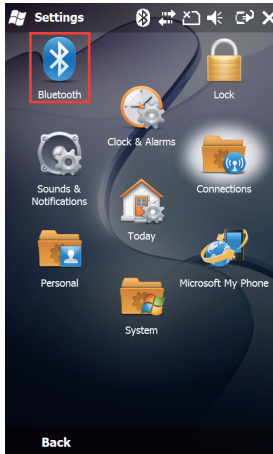 Settings
Bluetooth
Lock
Clock & Alarms
Sounds &
Notifications
Connections
Today
Personal
Microsoft My Phone
System
Back